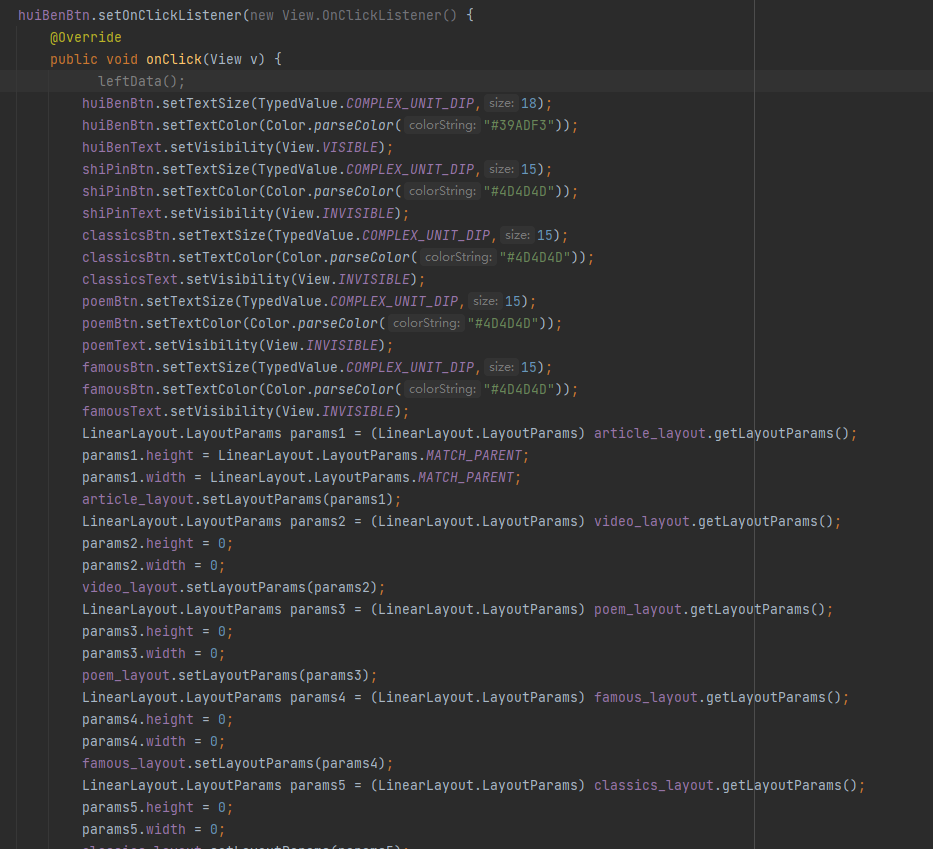 huiBenBtn.setOnClickListener(new View.OnClickListener() {
@Override
public void onClick(View v) {
leftData();
huiBenBtn.setTextSize(TypedValue.COMPLEX_UNIT_DIP, size: 18);
huiBenBtn.setTextColor(Color.parseColor( colorString: "#39ADF3"));
huiBenText.setVisibility(View.VISIBLE);
shiPinBtn.setTextSize(TypedValue.COMPLEX_UNIT_DIP, size: 15);
shiPinBtn.setTextColor(Color.parseColor( colorString: "#4D4D4D"));
shiPinText.setVisibility(View.INVISIBLE);
classicsBtn.setTextSize(TypedValue.COMPLEX_UNIT_DIP, size: 15);
classicsBtn.setTextColor(Color.parseColor( colorString: "#4D4D4D"));
classicsText.setVisibility(View.INVISIBLE);
poemBtn.setTextSize(TypedValue.COMPLEX_UNIT_DIP, size: 15);
poemBtn.setTextColor(Color.parseColor( colorString: "#4D4D4D"));
poemText.setVisibility(View.INVISIBLE);
famousBtn.setTextSize(TypedValue.COMPLEX_UNIT_DIP, size: 15);
famousBtn.setTextColor(Color.parseColor( colorString: "#4D4D4D"));
famousText.setVisibility(View.INVISIBLE);
LinearLayout.LayoutParams params1 = (LinearLayout.LayoutParams) article_layout.getLayoutParams();
params1.height = LinearLayout.LayoutParams.MATCH_PARENT;
params1.width = LinearLayout.LayoutParams.MATCH_PARENT;
article_layout.setLayoutParams(params1);
LinearLayout.LayoutParams params2 = (LinearLayout.LayoutParams) video_layout.getLayoutParams();
params2.height = 0;
params2.width = 0;
video_layout.setLayoutParams(params2);
LinearLayout.LayoutParams params3 = (LinearLayout.LayoutParams) poem_layout.getLayoutParams();
params3.height = 0;
params3.width = 0;
poem_layout.setLayoutParams(params3);
LinearLayout.LayoutParams params4 = (LinearLayout.LayoutParams) famous_layout.getLayoutParams();
params4.height = 0;
params4.width = 0;
famous_layout.setLayoutParams(params4);
LinearLayout.LayoutParams params5 = (LinearLayout.LayoutParams) classics_layout.getLayoutParams();
params5.height = 0;
params5.width = 0;